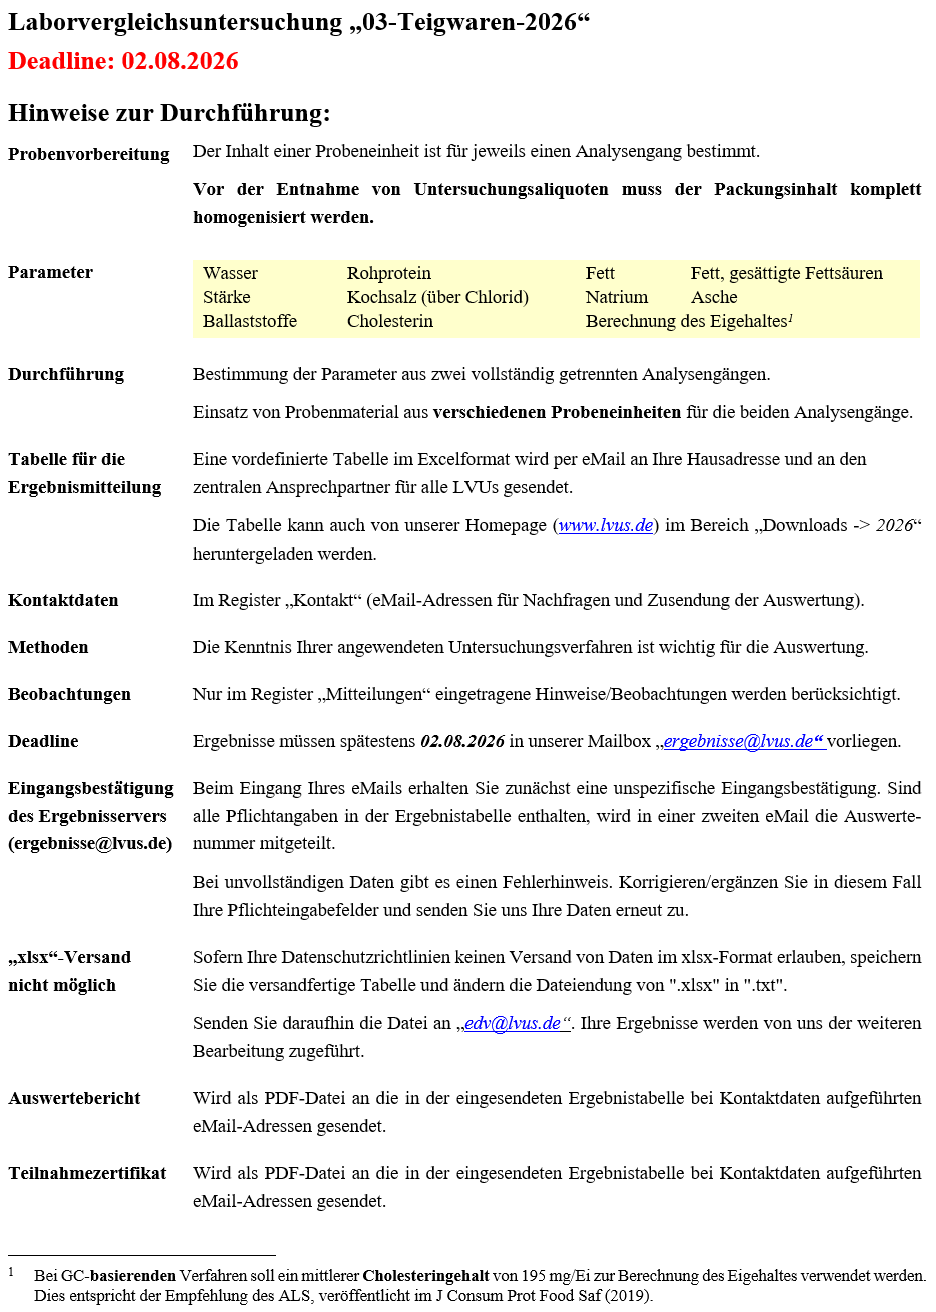 Laborvergleichsuntersuchung „03-Teigwaren-2026“
Deadline: 02.08.2026
Hinweise zur Durchführung:
Probenvorbereitung Der Inhalt einer Probeneinheit ist für jeweils einen Analysengang bestimmt.
Vor der Entnahme von Untersuchungsaliquoten muss der Packungsinhalt komplett
homogenisiert werden.
Parameter Wasser Rohprotein Fett Fett, gesättigte Fettsäuren
Stärke Kochsalz (über Chlorid) Natrium Asche
Ballaststoffe Cholesterin Berechnung des Eigehaltes1
Durchführung Bestimmung der Parameter aus zwei vollständig getrennten Analysengängen.
Einsatz von Probenmaterial aus verschiedenen Probeneinheiten für die beiden Analysengänge.
Tabelle für die Eine vordefinierte Tabelle im Excelformat wird per eMail an Ihre Hausadresse und an den
Ergebnismitteilung zentralen Ansprechpartner für alle LVUs gesendet.
Die Tabelle kann auch von unserer Homepage (www.lvus.de) im Bereich „Downloads -> 2026“
heruntergeladen werden.
Kontaktdaten Im Register „Kontakt“ (eMail-Adressen für Nachfragen und Zusendung der Auswertung).
Methoden Die Kenntnis Ihrer angewendeten Untersuchungsverfahren ist wichtig für die Auswertung.
Beobachtungen Nur im Register „Mitteilungen“ eingetragene Hinweise/Beobachtungen werden berücksichtigt.
Deadline Ergebnisse müssen spätestens 02.08.2026 in unserer Mailbox „ergebnisse@lvus.de“ vorliegen.
Eingangsbestätigung Beim Eingang Ihres eMails erhalten Sie zunächst eine unspezifische Eingangsbestätigung. Sind
des Ergebnisservers alle Pflichtangaben in der Ergebnistabelle enthalten, wird in einer zweiten eMail die Auswerte-
(ergebnisse@lvus.de) nummer mitgeteilt.
Bei unvollständigen Daten gibt es einen Fehlerhinweis. Korrigieren/ergänzen Sie in diesem Fall
Ihre Pflichteingabefelder und senden Sie uns Ihre Daten erneut zu.
„xlsx“-Versand Sofern Ihre Datenschutzrichtlinien keinen Versand von Daten im xlsx-Format erlauben, speichern
nicht möglich Sie die versandfertige Tabelle und ändern die Dateiendung von ".xlsx" in ".txt".
Senden Sie daraufhin die Datei an „edv@lvus.de“. Ihre Ergebnisse werden von uns der weiteren
Bearbeitung zugeführt.
Auswertebericht Wird als PDF-Datei an die in der eingesendeten Ergebnistabelle bei Kontaktdaten aufgeführten
eMail-Adressen gesendet.
Teilnahmezertifikat Wird als PDF-Datei an die in der eingesendeten Ergebnistabelle bei Kontaktdaten aufgeführten
eMail-Adressen gesendet.
1 Bei GC-basierenden Verfahren soll ein mittlerer Cholesteringehalt von 195 mg/Ei zur Berechnung des Eigehaltes verwendet werden.
Dies entspricht der Empfehlung des ALS, veröffentlicht im J Consum Prot Food Saf (2019).